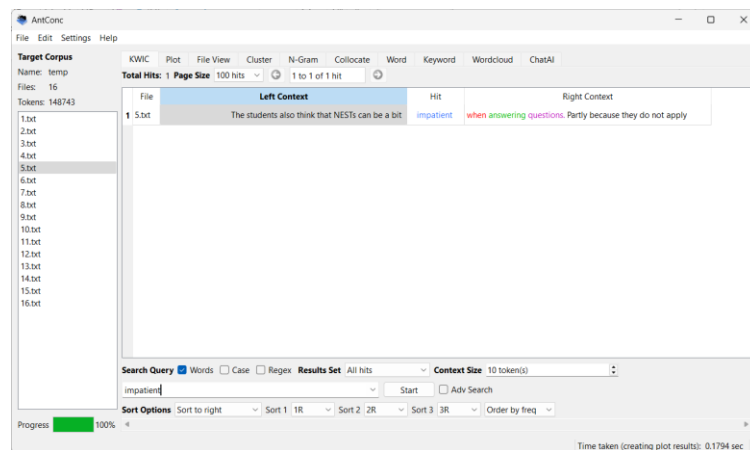 AntConc
File Edit Settings Help
Target Corpus
Name: temp
Files: 16
Tokens: 148743
1.txt
2.txt
3.txt
4.txt
5.txt
6.txt
7.txt
8.txt
9.txt
10.txt
11.txt
12.txt
13.txt
14.txt
15.txt
16.txt
Progress 100%
KWIC Plot File View Cluster N-Gram Collocate Word Keyword Wordcloud ChatAI
Total Hits: 1 Page Size 100 hits 1 to 1 of 1 hit
File Left Context Hit Right Context
1 5.txt The students also think that NESTs can be a bit impatient when answering questions. Partly because they do not apply
Search Query Words Case Regex Results Set All hits Context Size 10 token(s)
impatient Start Adv Search
Sort Options Sort to right Sort 1 1R Sort 2 2R Sort 3 3R Order by freq
Time taken (creating plot results): 0.1794 sec